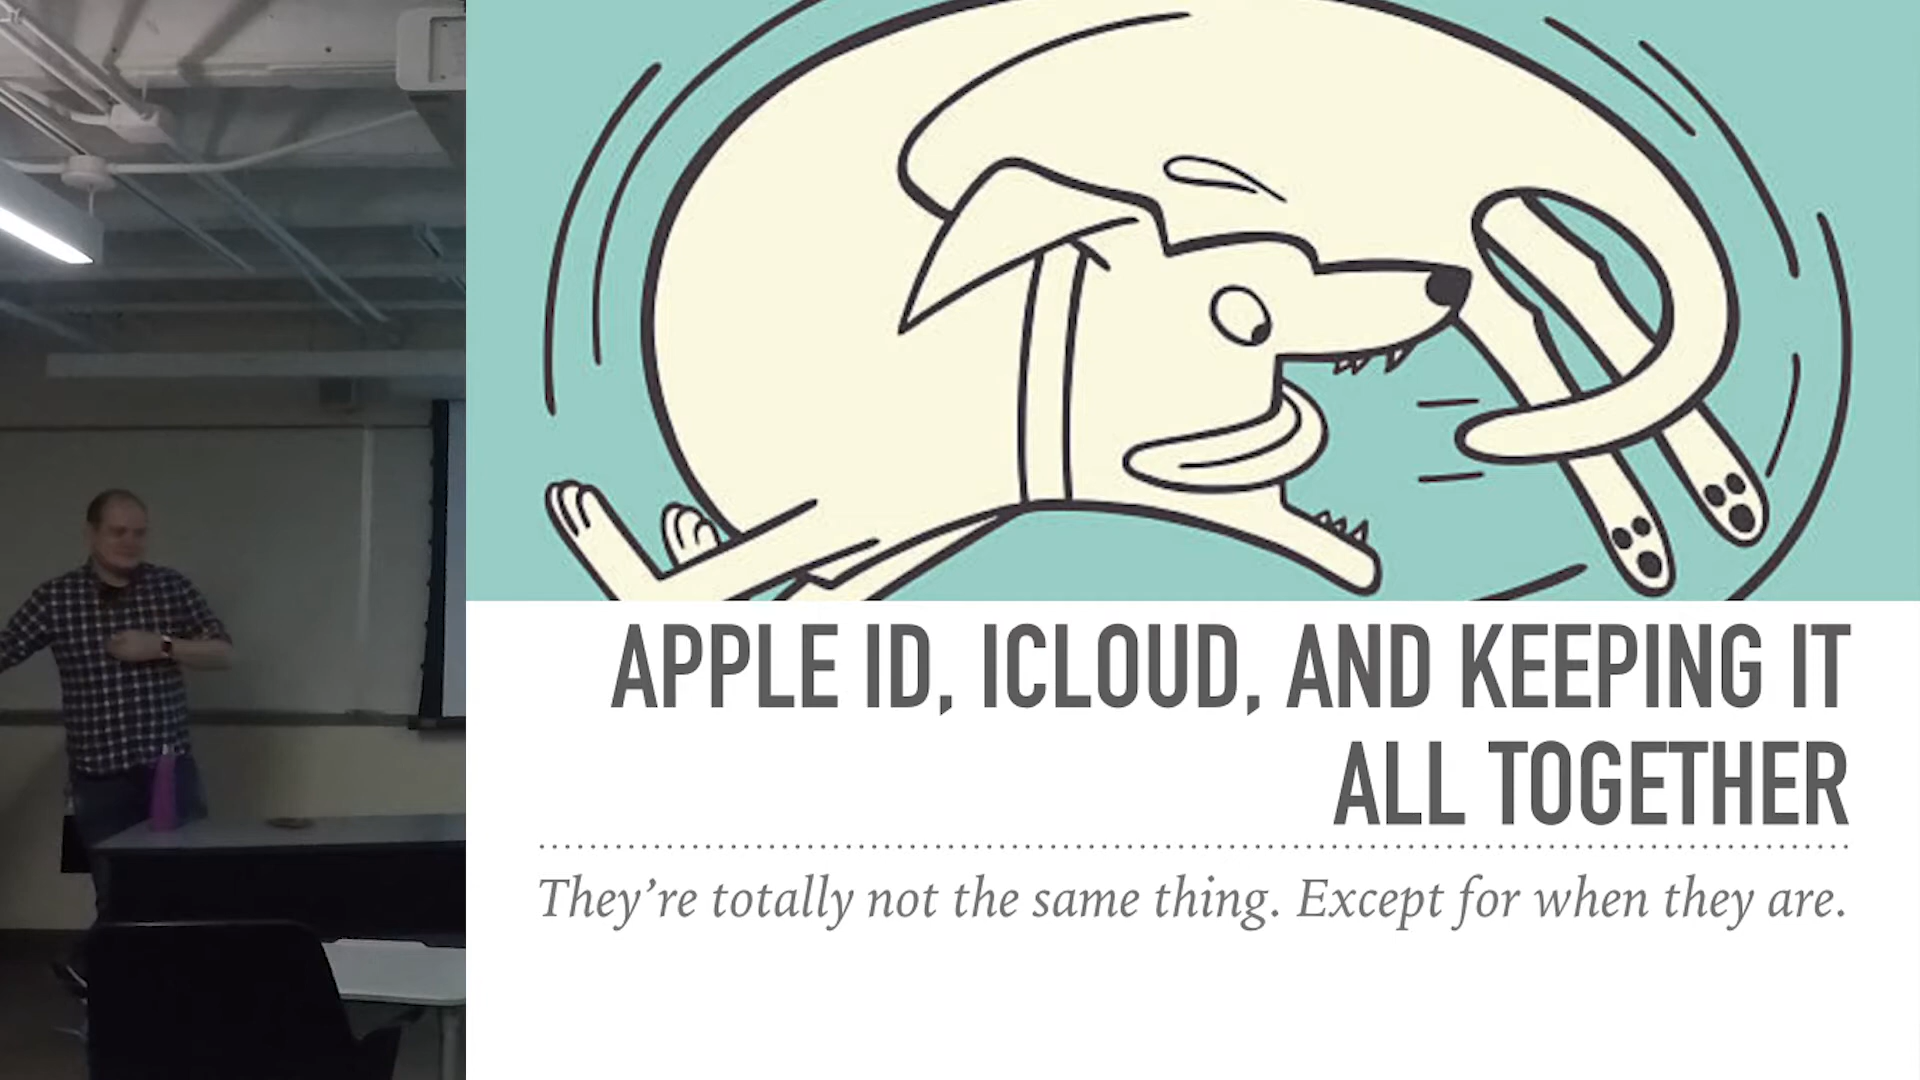 APPLE ID, ICLOUD, AND KEEPING IT
ALL TOGETHER
They're totally not the same thing. Except for when they are.